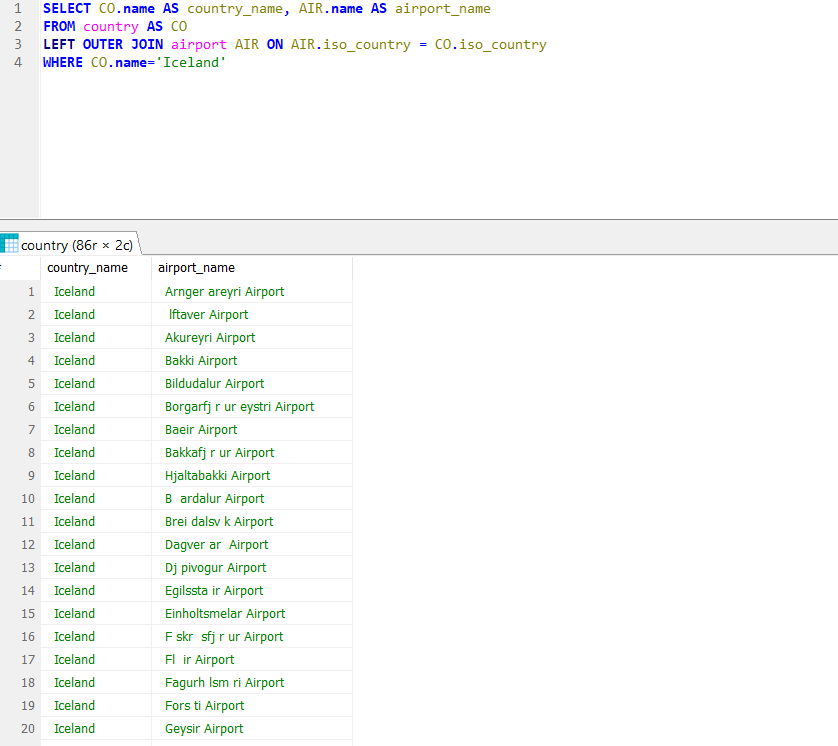 1 SELECT CO.name AS country_name, AIR.name AS airport_name
2 FROM country AS CO
3 LEFT OUTER JOIN airport AIR ON AIR.iso_country = CO.iso_country
4 WHERE CO.name='Iceland'
country (86r × 2c)
country_name airport_name
1 Iceland Arnger areyri Airport
2 Iceland lftaver Airport
3 Iceland Akureyri Airport
4 Iceland Bakki Airport
5 Iceland Bildudalur Airport
6 Iceland Borgarfj r ur eystri Airport
7 Iceland Baeir Airport
8 Iceland Bakkafj r ur Airport
9 Iceland Hjaltabakki Airport
10 Iceland B  ardalur Airport
11 Iceland Brei dalsv k Airport
12 Iceland Dagver ar  Airport
13 Iceland Dj pivogur Airport
14 Iceland Egilssta ir Airport
15 Iceland Einholtsmelar Airport
16 Iceland F skr  sfj r ur Airport
17 Iceland Fl  ir Airport
18 Iceland Fagurh lsm ri Airport
19 Iceland Fors ti Airport
20 Iceland Geysir Airport